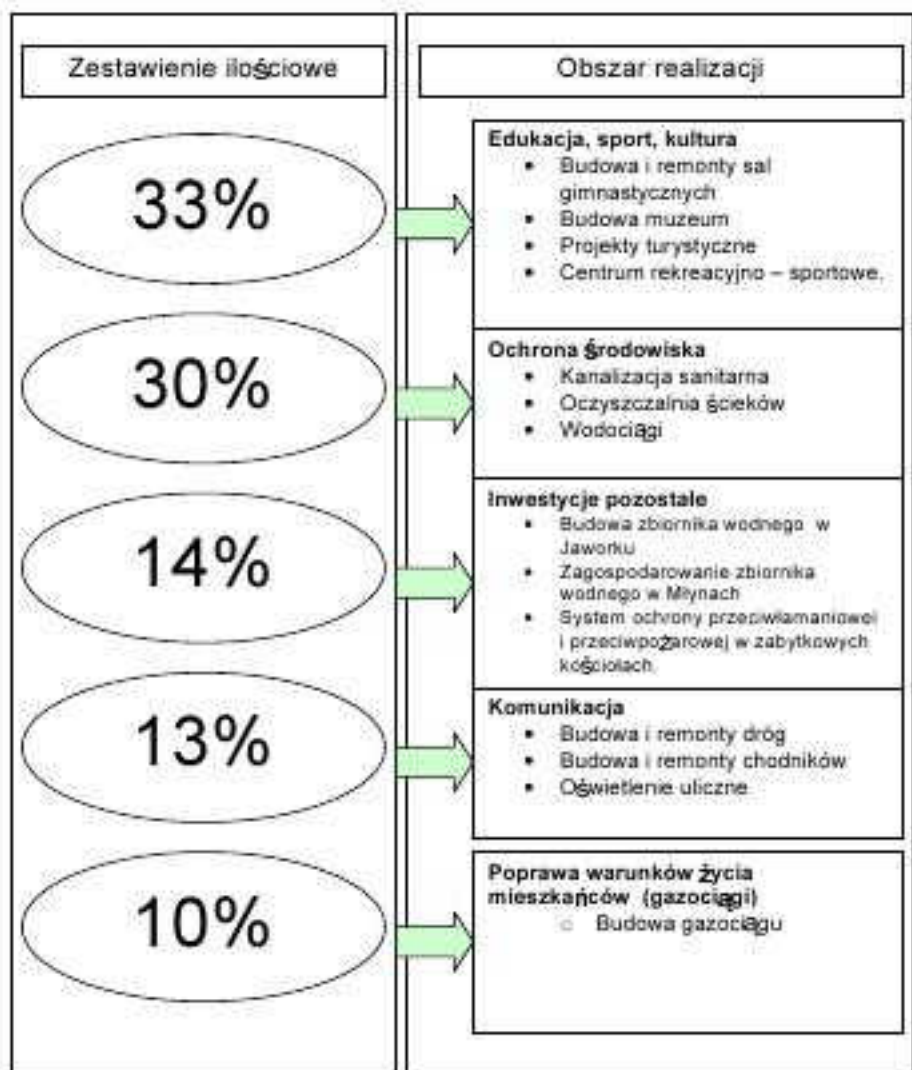 Zestawienie ilościowe
Obszar realizacji
33%
Edukacja, sport, kultura
• Budowa i remonty sal
gimnastycznych
• Budowa muzeum
• Projekty turystyczne
• Centrum rekreacyjno – sportowe.
30%
Ochrona środowiska
• Kanalizacja sanitarna
• Oczyszczalnia ścieków
• Wodociągi
14%
Inwestycje pozostałe
• Budowa zbiornika wodnego w
Jaworku
• Zagospodarowanie zbiornika
wodnego w Młynach
• System ochrony przeciwłamaniowej
i przeciwpożarowej w zabytkowych
kościołach
13%
Komunikacja
• Budowa i remonty dróg
• Budowa i remonty chodników
• Oświetlenie uliczne
10%
Poprawa warunków życia
mieszkańców (gazociągi)
○ Budowa gazociągu